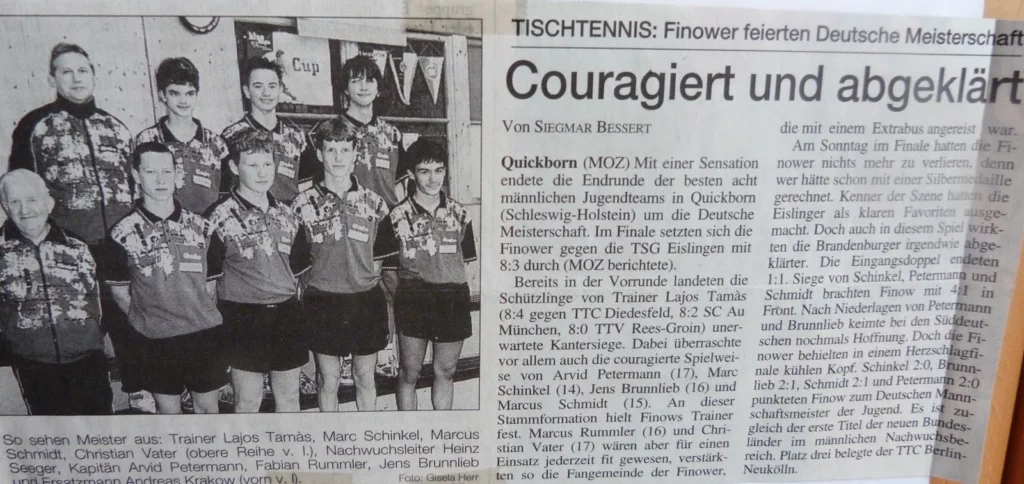 Cup
TISCHTENNIS: Finower feierten Deutsche Meisterschaft
Couragiert und abgeklärt
Von SIEGMAR BESSERT
Quickborn (MOZ) Mit einer Sensation
endete die Endrunde der besten acht
männlichen Jugendteams in Quickborn
(Schleswig-Holstein) um die Deutsche
Meisterschaft. Im Finale setzten sich die
Finower gegen die TSG Eislingen mit
8:3 durch (MOZ berichtete).
Bereits in der Vorrunde landeten die
Schützlinge von Trainer Lajos Tamàs
(8:4 gegen TTC Diedesfeld, 8:2 SC Au
München, 8:0 TTV Rees-Groin) uner-
wartete Kantersiege. Dabei überraschte
vor allem auch die couragierte Spielwei-
se von Arvid Petermann (17), Marc
Schinkel (14), Jens Brunnlieb (16) und
Marcus Schmidt (15). An dieser
Stammformation hielt Finows Trainer
fest. Marcus Rummler (16) und Chri-
stian Vater (17) wären aber für einen
Einsatz jederzeit fit gewesen, verstärk-
ten so die Fangemeinde der Finower,
die mit einem Extrabus angereist war.
Am Sonntag im Finale hatten die Fi-
nower nichts mehr zu verlieren, denn
wer hätte schon mit einer Silbermedaille
gerechnet. Kenner der Szene hatten die
Eislinger als klaren Favoriten ausge-
macht. Doch auch in diesem Spiel wirk-
ten die Brandenburger irgendwie abge-
klärter. Die Eingangsdoppel endeten
1:1. Siege von Schinkel, Petermann und
Schmidt brachten Finow mit 4:1 in
Front. Nach Niederlagen von Petermann
und Brunnlieb keimte bei den Süddeut-
schen nochmals Hoffnung. Doch die Fi-
nower behielten in einem Herzschlagfi-
nale kühlen Kopf. Schinkel 2:0, Brunn-
lieb 2:1, Schmidt 2:1 und Petermann 2:0
punkteten Finow zum Deutschen Mann-
schaftsmeister der Jugend. Es ist zu-
gleich der erste Titel der neuen Bundes-
länder im männlichen Nachwuchsbe-
reich. Platz drei belegte der TTC Berlin-
Neukölln.
So sehen Meister aus: Trainer Lajos Tamàs, Marc Schinkel, Marcus
Schmidt, Christian Vater (obere Reihe v. l.), Nachwuchsleiter Heinz
Seeger, Kapitän Arvid Petermann, Fabian Rummler, Jens Brunnlieb
und Ersatzmann Andreas Krakow (vorn v. l).
Foto: Gisela Herr